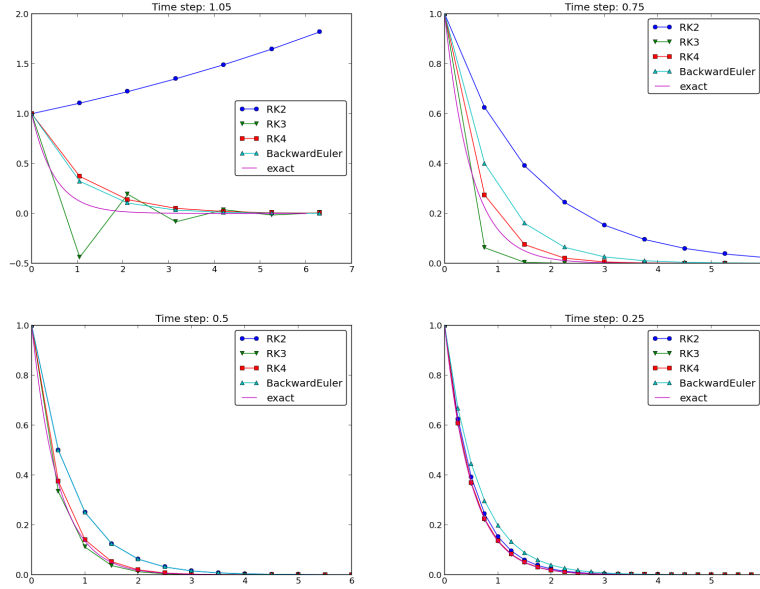 Time step: 1.05
2.0
1.5
1.0
0.5
0.0
−0.5
0 1 2 3 4 5 6 7
RK2
RK3
RK4
BackwardEuler
exact
Time step: 0.75
1.0
0.8
0.6
0.4
0.2
0.0
0 1 2 3 4 5
RK2
RK3
RK4
BackwardEuler
exact
Time step: 0.5
1.0
0.8
0.6
0.4
0.2
0.0
0 1 2 3 4 5 6
RK2
RK3
RK4
BackwardEuler
exact
Time step: 0.25
1.0
0.8
0.6
0.4
0.2
0.0
0 1 2 3 4 5
RK2
RK3
RK4
BackwardEuler
exact